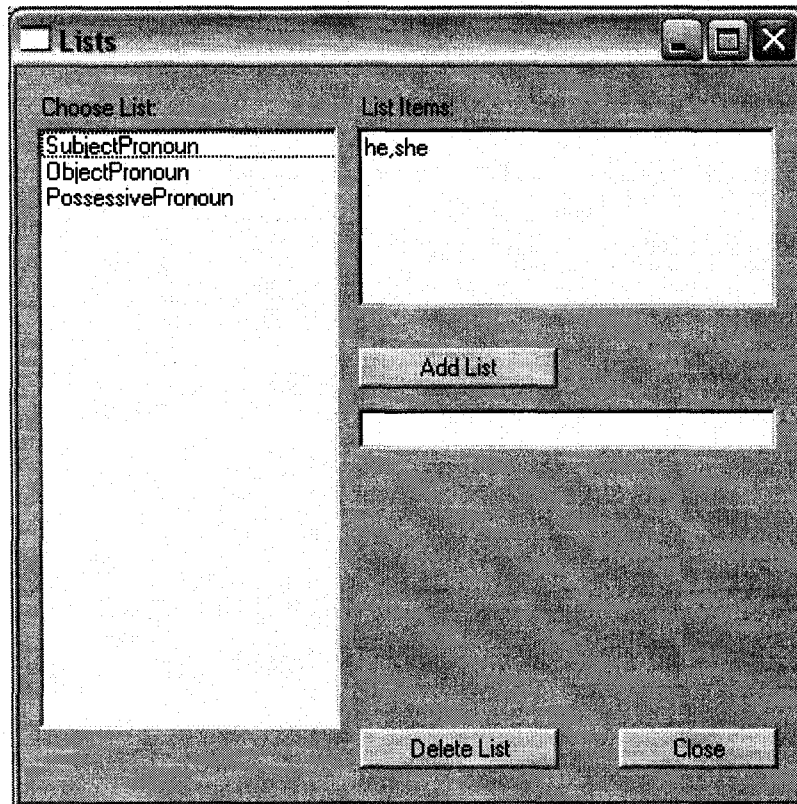 Lists
Choose List:
SubjectPronoun
ObjectPronoun
PossessivePronoun
List Items:
he,she
Add List
Delete List
Close